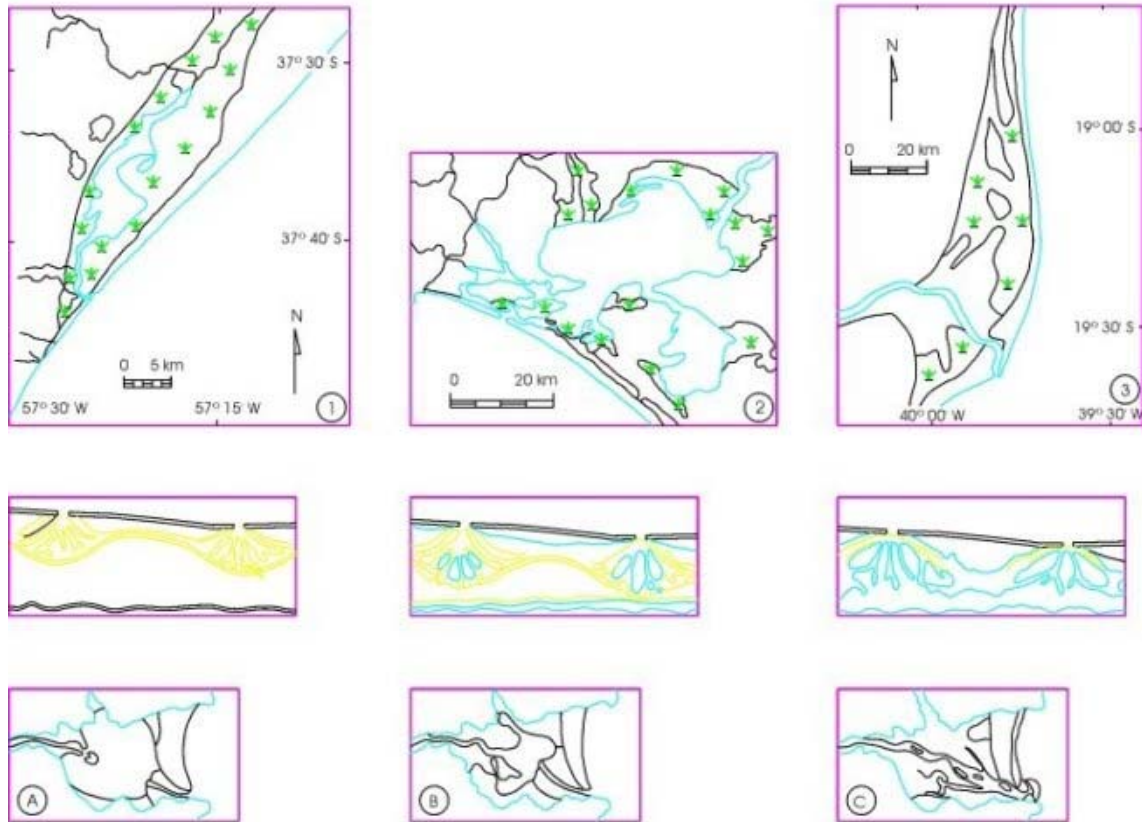 37° 30' S
37° 40' S
N
0 5 km
57° 30' W 57° 15' W
1
0 20 km
2
N
0 20 km
19° 00' S
19° 30' S
40° 00' W
39° 30' W
3
A
B
C